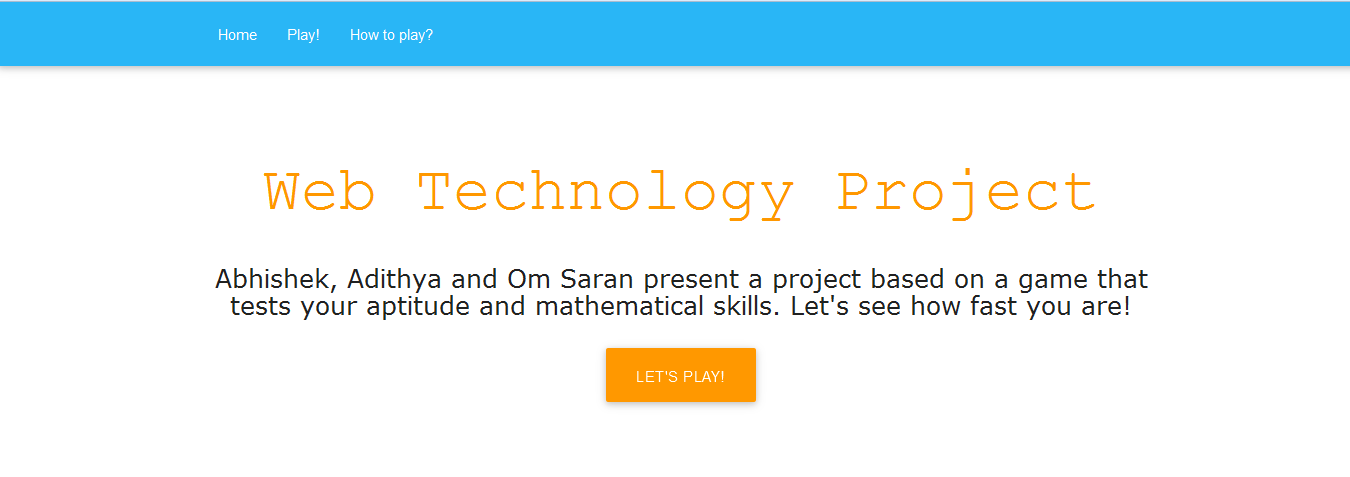 Home Play! How to play?
Web Technology Project
Abhishek, Adithya and Om Saran present a project based on a game that
tests your aptitude and mathematical skills. Let's see how fast you are!
LET'S PLAY!